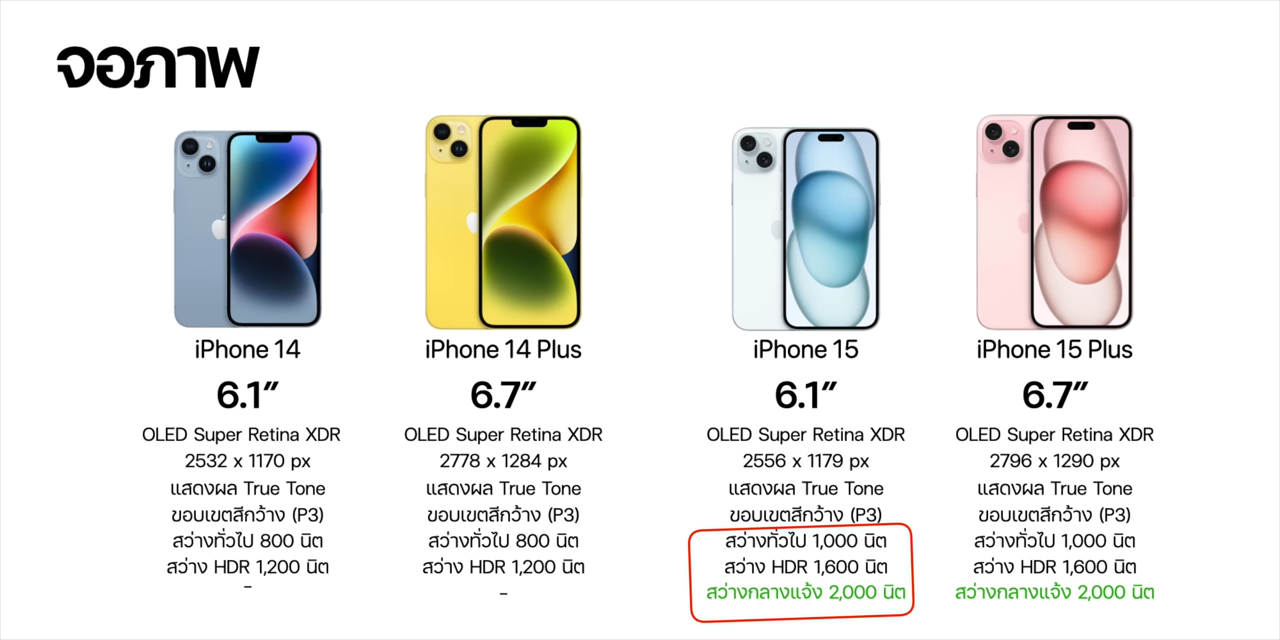 จอภาพ
iPhone 14
6.1”
OLED Super Retina XDR
2532 x 1170 px
แสดงผล True Tone
ขอบเขตสีกว้าง (P3)
สว่างทั่วไป 800 นิต
สว่าง HDR 1,200 นิต
–
iPhone 14 Plus
6.7”
OLED Super Retina XDR
2778 x 1284 px
แสดงผล True Tone
ขอบเขตสีกว้าง (P3)
สว่างทั่วไป 800 นิต
สว่าง HDR 1,200 นิต
–
iPhone 15
6.1”
OLED Super Retina XDR
2556 x 1179 px
แสดงผล True Tone
ขอบเขตสีกว้าง (P3)
สว่างทั่วไป 1,000 นิต
สว่าง HDR 1,600 นิต
สว่างกลางแจ้ง 2,000 นิต
iPhone 15 Plus
6.7”
OLED Super Retina XDR
2796 x 1290 px
แสดงผล True Tone
ขอบเขตสีกว้าง (P3)
สว่างทั่วไป 1,000 นิต
สว่าง HDR 1,600 นิต
สว่างกลางแจ้ง 2,000 นิต